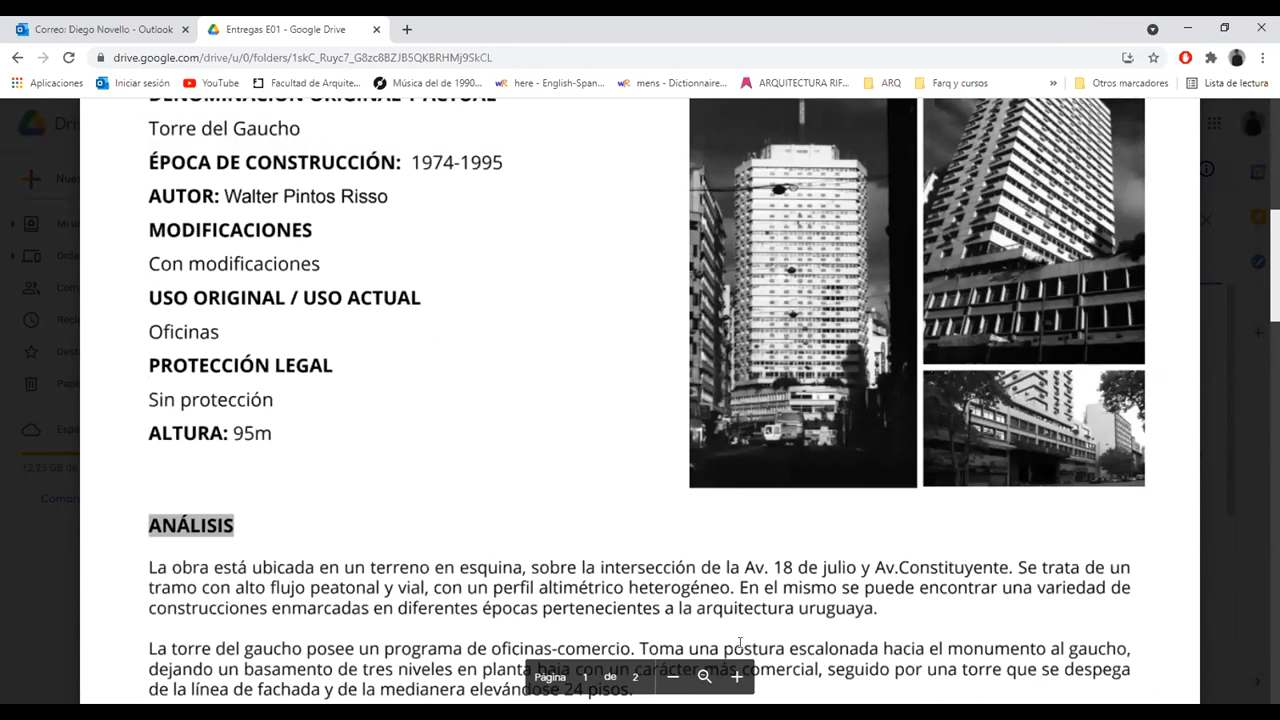 Correo: Diego Novello - Outlook
Entregas E01 - Google Drive
drive.google.com/drive/u/0/folders/1skC_Ruyc7_G8zc8BZJB5QKBRHMj9SkCL
Aplicaciones
Iniciar sesión
YouTube
Facultad de Arquite...
Música del de 1990...
here - English-Span...
mens - Dictionnaire...
ARQUITECTURA RIF...
ARQ
Farq y cursos
Otros marcadores
Lista de lectura
DENOMINACIÓN ORIGINAL Y ACTUAL
Torre del Gaucho
ÉPOCA DE CONSTRUCCIÓN: 1974-1995
AUTOR: Walter Pintos Risso
MODIFICACIONES
Con modificaciones
USO ORIGINAL / USO ACTUAL
Oficinas
PROTECCIÓN LEGAL
Sin protección
ALTURA: 95m
ANÁLISIS
La obra está ubicada en un terreno en esquina, sobre la intersección de la Av. 18 de julio y Av.Constituyente. Se trata de un
tramo con alto flujo peatonal y vial, con un perfil altimétrico heterogéneo. En el mismo se puede encontrar una variedad de
construcciones enmarcadas en diferentes épocas pertenecientes a la arquitectura uruguaya.
La torre del gaucho posee un programa de oficinas-comercio. Toma una postura escalonada hacia el monumento al gaucho,
dejando un basamento de tres niveles en planta baja con un carácter más comercial, seguido por una torre que se despega
de la línea de fachada y de la medianera elevándose 24 pisos.
Página 1 de 2
12,25 GB de